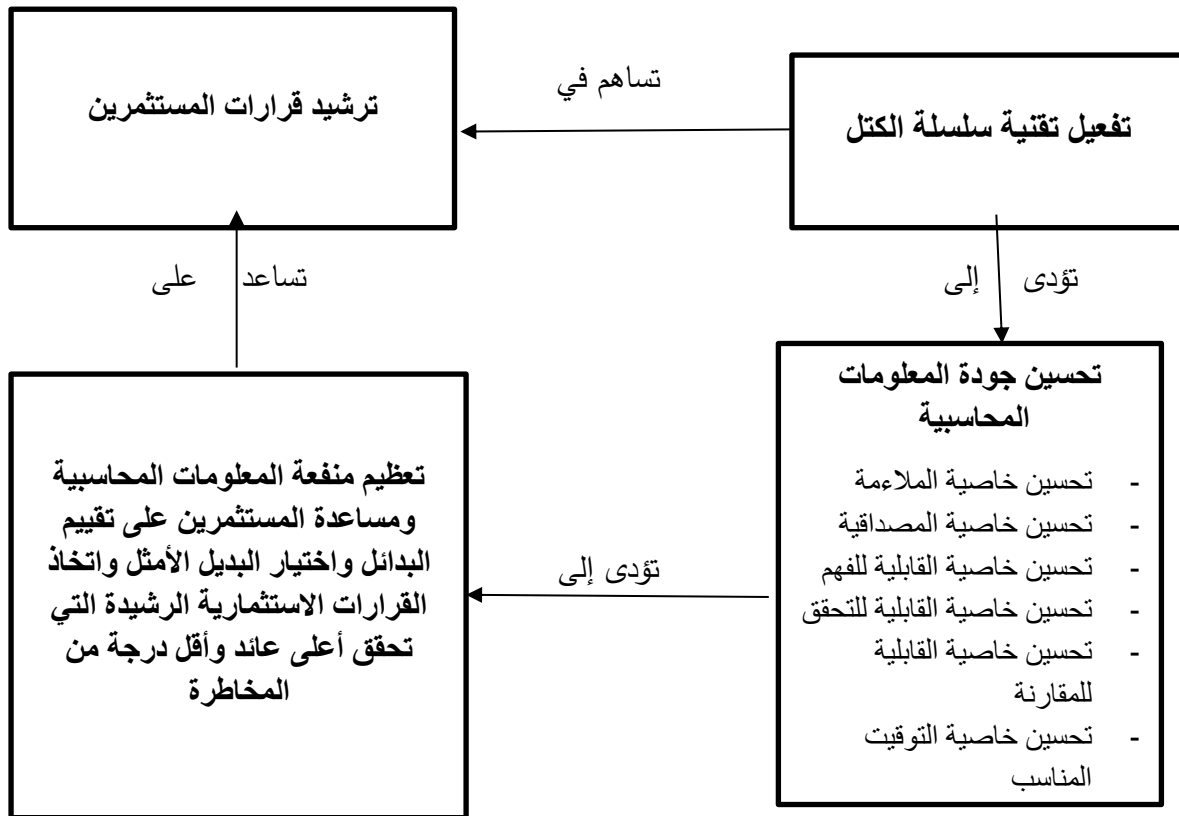 تفعيل تقنية سلسلة الكتل
تساهم في
ترشيد قرارات المستثمرين
تؤدى إلى
تساعد على
تحسين جودة المعلومات
المحاسبية
- تحسين خاصية الملاءمة
- تحسين خاصية المصداقية
- تحسين خاصية القابلية للفهم
- تحسين خاصية القابلية للتحقق
- تحسين خاصية القابلية
للمقارنة
- تحسين خاصية التوقيت
المناسب
تؤدى إلى
تعظيم منفعة المعلومات المحاسبية
ومساعدة المستثمرين على تقييم
البدائل واختيار البديل الأمثل واتخاذ
القرارات الاستثمارية الرشيدة التي
تحقق أعلى عائد وأقل درجة من
المخاطرة